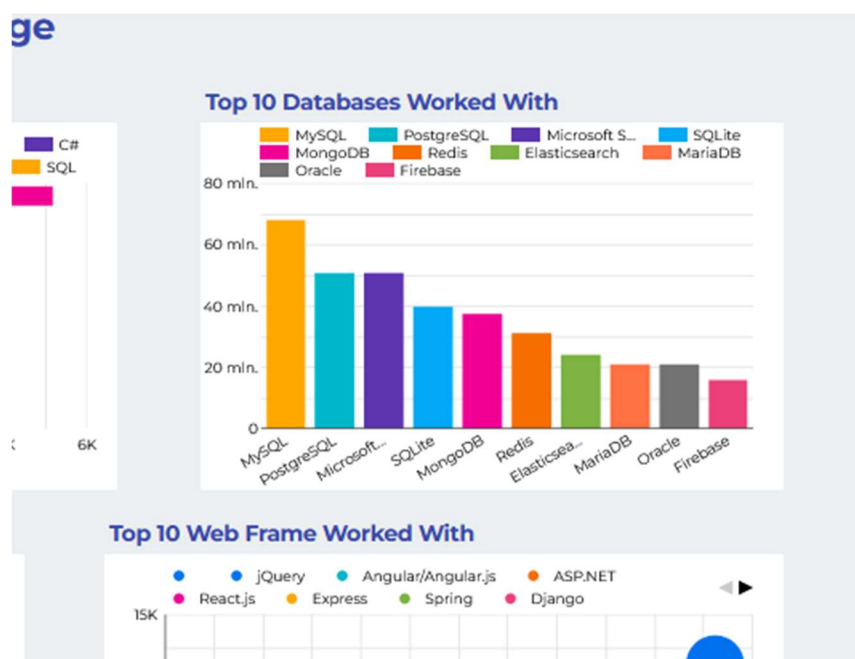 ge
C#
SQL
6K
Top 10 Databases Worked With
MySQL PostgreSQL Microsoft S... SQLite
MongoDB Redis Elasticsearch MariaDB
Oracle Firebase
80 mln.
60 mln.
40 mln.
20 mln.
0
MySQL PostgreSQL Microsoft... SQLite MongoDB Redis Elasticsea... MariaDB Oracle Firebase
Top 10 Web Frame Worked With
jQuery Angular/Angular.js ASP.NET
React.js Express Spring Django
15K